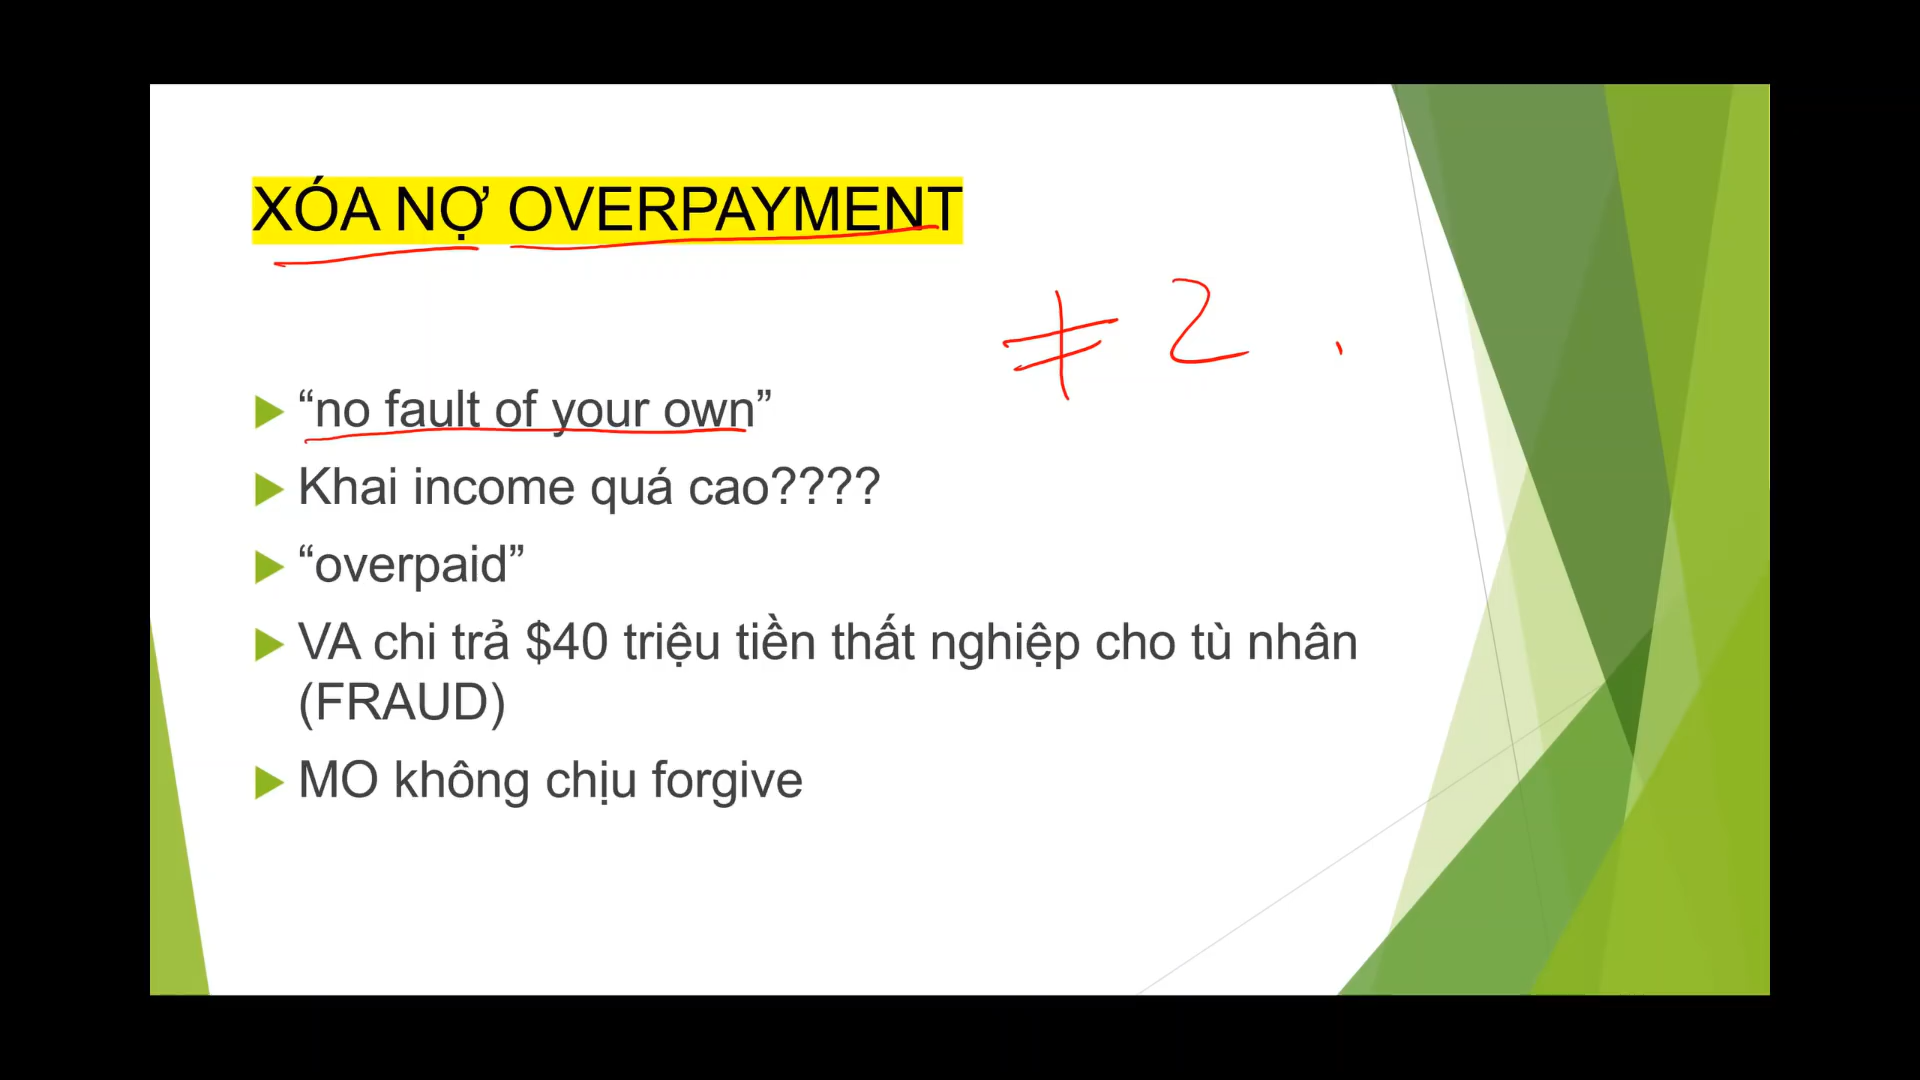 XÓA NỢ OVERPAYMENT
≠ 2
“no fault of your own”
Khai income quá cao????
“overpaid”
VA chi trả $40 triệu tiền thất nghiệp cho tù nhân
(FRAUD)
MO không chịu forgive